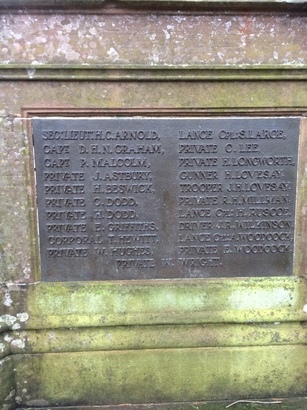 SEC: LIEUT. H.C. ARNOLD,
CAPT D.H.N. GRAHAM,
CAPT P. MALCOLM,
PRIVATE J. ASTBURY,
PRIVATE H. BESWICK,
PRIVATE C. DODD,
PRIVATE H. DODD,
PRIVATE E. GRIFFITHS,
CORPORAL T. HEWITT,
PRIVATE W. HUGHES,
LANCE CPL: S. LARGE,
PRIVATE O. LEE
PRIVATE E. LONGWORTH,
GUNNER H. LOVESAY,
TROOPER J.H. LOVESAY,
PRIVATE R.H. MILLMAN,
LANCE CPL: H. RUSCOE,
DRIVER J.R. WILKINSON,
LANCE CPL: J. WOODCOCK,
PRIVATE E. WOODCOCK,
PRIVATE W. WRIGHT.